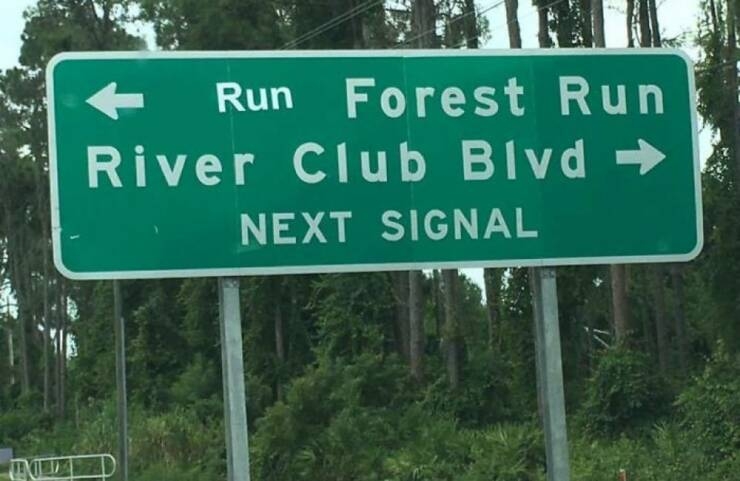 ← Run Forest Run
River Club Blvd →
NEXT SIGNAL